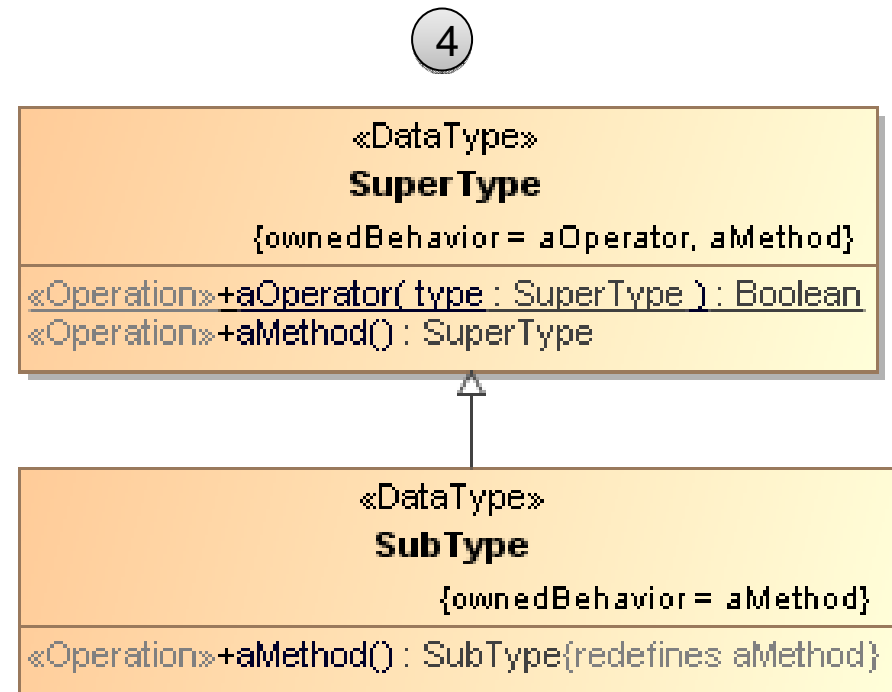 4
«DataType»
SuperType
{ownedBehavior = aOperator, aMethod}
«Operation»+aOperator( type : SuperType ) : Boolean
«Operation»+aMethod() : SuperType
«DataType»
SubType
{ownedBehavior = aMethod}
«Operation»+aMethod() : SubType{redefines aMethod}